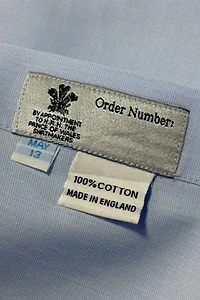 Order Number:
BY APPOINTMENT
TO H.R.H. THE
PRINCE OF WALES
SHIRTMAKERS
MAY
13
100% COTTON
MADE IN ENGLAND